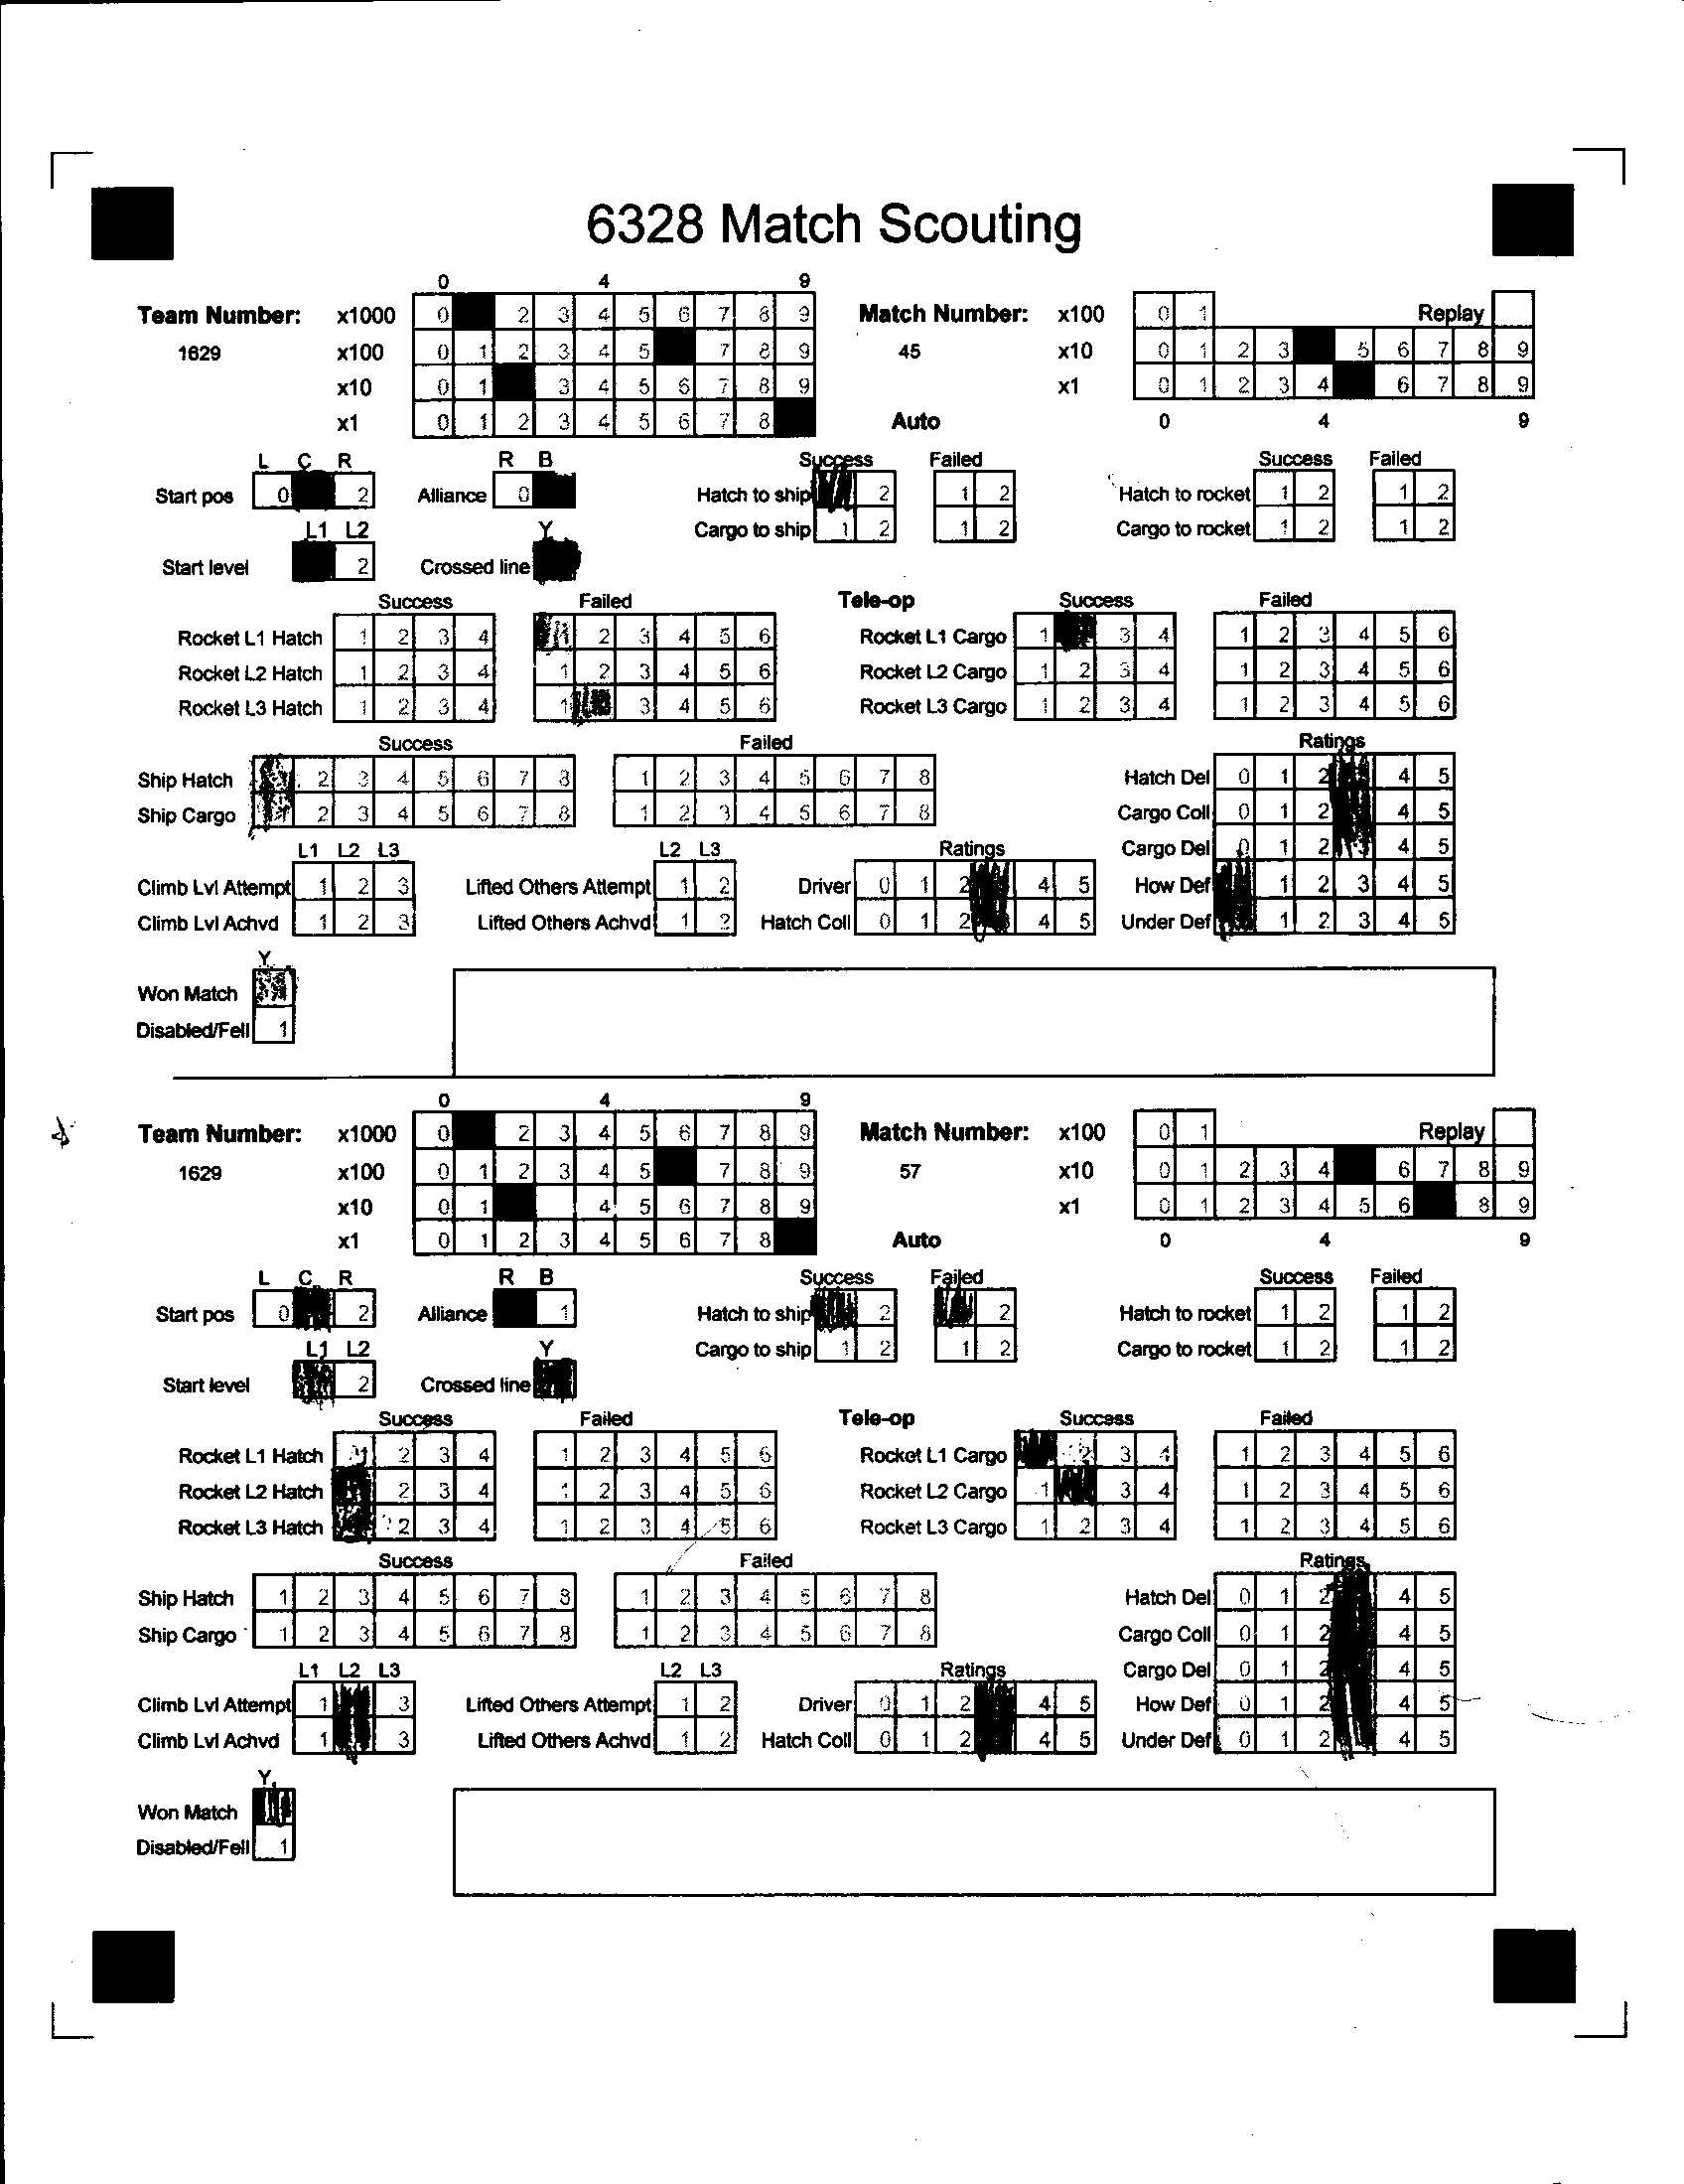 6328 Match Scouting
0 4 9
Team Number: x1000 0 2 3 4 5 6 7 8 9 Match Number: x100 0 1 Replay
1629 x100 0 1 2 3 4 5 7 8 9 45 x10 0 1 2 3 5 6 7 8 9
x10 0 1 3 4 5 6 7 8 9 x1 0 1 2 3 4 6 7 8 9
x1 0 1 2 3 4 5 6 7 8 Auto 0 4 9
L C R R B Success Failed Success Failed
Start pos 0 2 Alliance 0 Hatch to ship 2 1 2 Hatch to rocket 1 2 1 2
L1 L2 Y Cargo to ship 1 2 1 2 Cargo to rocket 1 2 1 2
Start level 2 Crossed line
Success Failed Tele-op Success Failed
Rocket L1 Hatch 1 2 3 4 1 2 3 4 5 6 Rocket L1 Cargo 1 3 4 1 2 3 4 5 6
Rocket L2 Hatch 1 2 3 4 1 2 3 4 5 6 Rocket L2 Cargo 1 2 3 4 1 2 3 4 5 6
Rocket L3 Hatch 1 2 3 4 1 3 4 5 6 Rocket L3 Cargo 1 2 3 4 1 2 3 4 5 6
Success Failed Ratings
Ship Hatch 2 3 4 5 6 7 8 1 2 3 4 5 6 7 8 Hatch Del 0 1 2 4 5
Ship Cargo 2 3 4 5 6 7 8 1 2 3 4 5 6 7 8 Cargo Coll 0 1 2 4 5
L1 L2 L3 L2 L3 Ratings Cargo Del 0 1 2 3 4 5
Climb Lvl Attempt 1 2 3 Lifted Others Attempt 1 2 Driver 0 1 2 4 5 How Def 1 2 3 4 5
Climb Lvl Achvd 1 2 3 Lifted Others Achvd 1 2 Hatch Coll 0 1 2 4 5 Under Def 1 2 3 4 5
Y
Won Match
Disabled/Fell 1
0 4 9
Team Number: x1000 0 2 3 4 5 6 7 8 9 Match Number: x100 0 1 Replay
1629 x100 0 1 2 3 4 5 7 8 9 57 x10 0 1 2 3 4 6 7 8 9
x10 0 1 4 5 6 7 8 9 x1 0 1 2 3 4 5 6 8 9
x1 0 1 2 3 4 5 6 7 8 Auto 0 4 9
L C R R B Success Failed Success Failed
Start pos 0 2 Alliance 1 Hatch to ship 2 2 Hatch to rocket 1 2 1 2
L1 L2 Y Cargo to ship 1 2 1 2 Cargo to rocket 1 2 1 2
Start level 2 Crossed line
Success Failed Tele-op Success Failed
Rocket L1 Hatch 1 2 3 4 1 2 3 4 5 6 Rocket L1 Cargo 2 3 4 1 2 3 4 5 6
Rocket L2 Hatch 2 3 4 1 2 3 4 5 6 Rocket L2 Cargo 1 3 4 1 2 3 4 5 6
Rocket L3 Hatch 2 3 4 1 2 3 4 5 6 Rocket L3 Cargo 1 2 3 4 1 2 3 4 5 6
Success Failed Ratings
Ship Hatch 1 2 3 4 5 6 7 8 1 2 3 4 5 6 7 8 Hatch Del 0 1 2 4 5
Ship Cargo 1 2 3 4 5 6 7 8 1 2 3 4 5 6 7 8 Cargo Coll 0 1 2 4 5
L1 L2 L3 L2 L3 Ratings Cargo Del 0 1 2 4 5
Climb Lvl Attempt 1 3 Lifted Others Attempt 1 2 Driver 0 1 2 4 5 How Def 0 1 2 4 5
Climb Lvl Achvd 1 3 Lifted Others Achvd 1 2 Hatch Coll 0 1 2 4 5 Under Def 0 1 2 4 5
Y
Won Match
Disabled/Fell 1